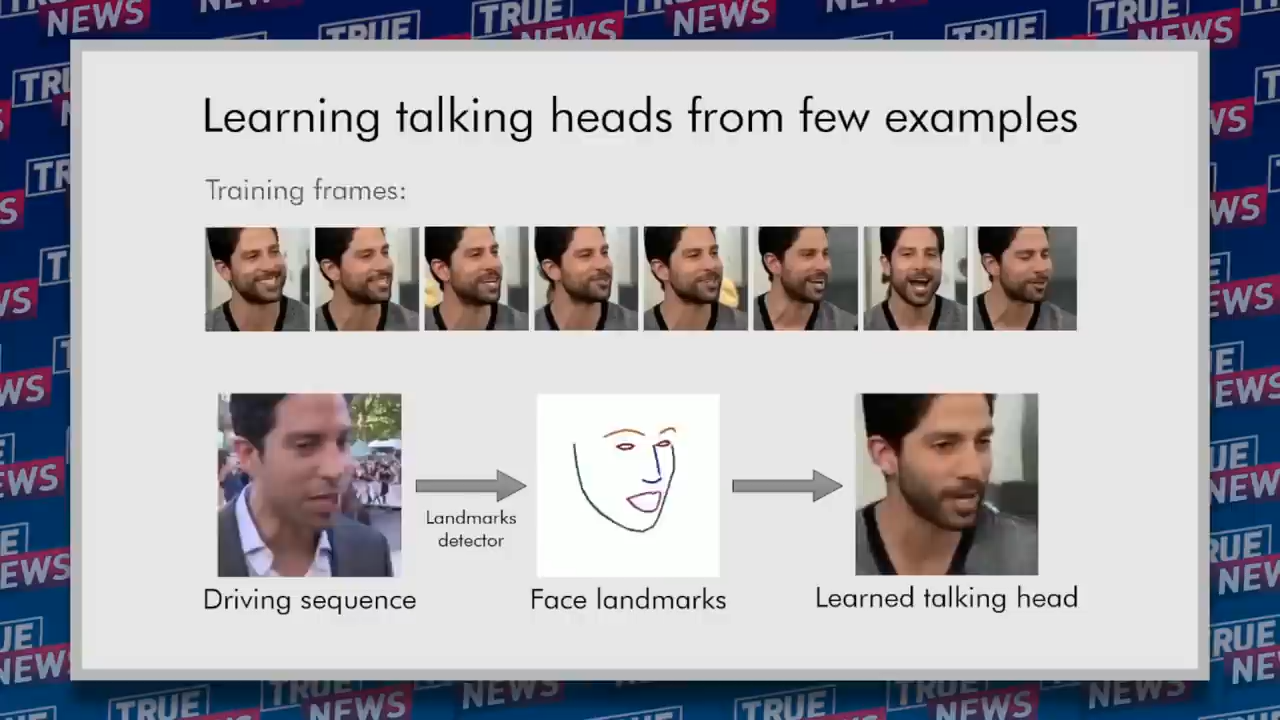 TRUE NEWS
Learning talking heads from few examples
Training frames:
Landmarks
detector
Driving sequence
Face landmarks
Learned talking head